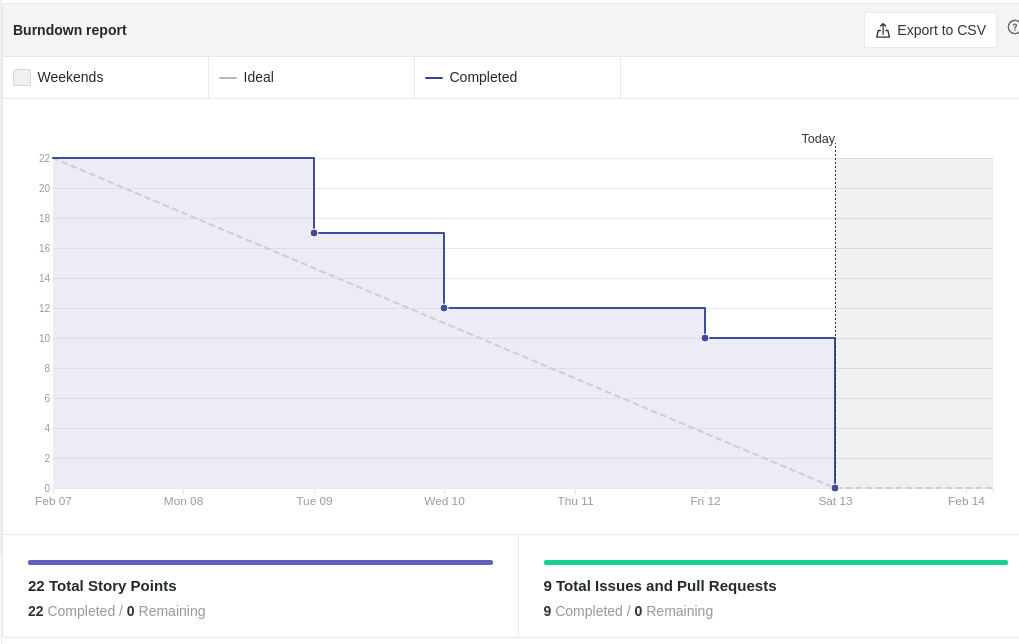 Burndown report
Export to CSV
Weekends
Ideal
Completed
Today
22
20
18
16
14
12
10
8
6
4
2
0
Feb 07 Mon 08 Tue 09 Wed 10 Thu 11 Fri 12 Sat 13 Feb 14
22 Total Story Points
22 Completed / 0 Remaining
9 Total Issues and Pull Requests
9 Completed / 0 Remaining